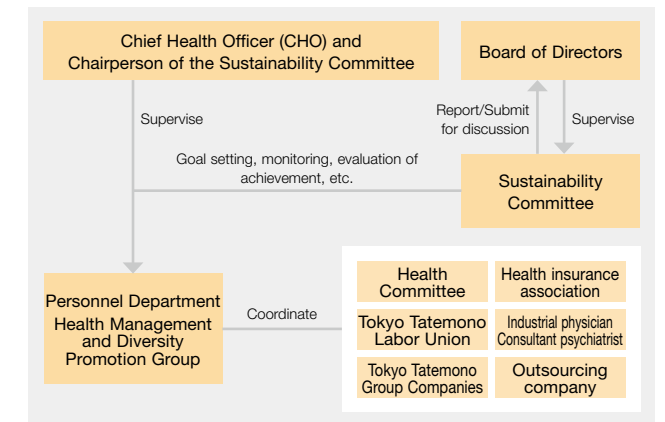 Chief Health Officer (CHO) and
Chairperson of the Sustainability Committee
Board of Directors
Supervise
Report/Submit
for discussion
Supervise
Goal setting, monitoring, evaluation of
achievement, etc.
Sustainability
Committee
Personnel Department
Health Management
and Diversity
Promotion Group
Coordinate
Health
Committee
Health insurance
association
Tokyo Tatemono
Labor Union
Industrial physician
Consultant psychiatrist
Tokyo Tatemono
Group Companies
Outsourcing
company